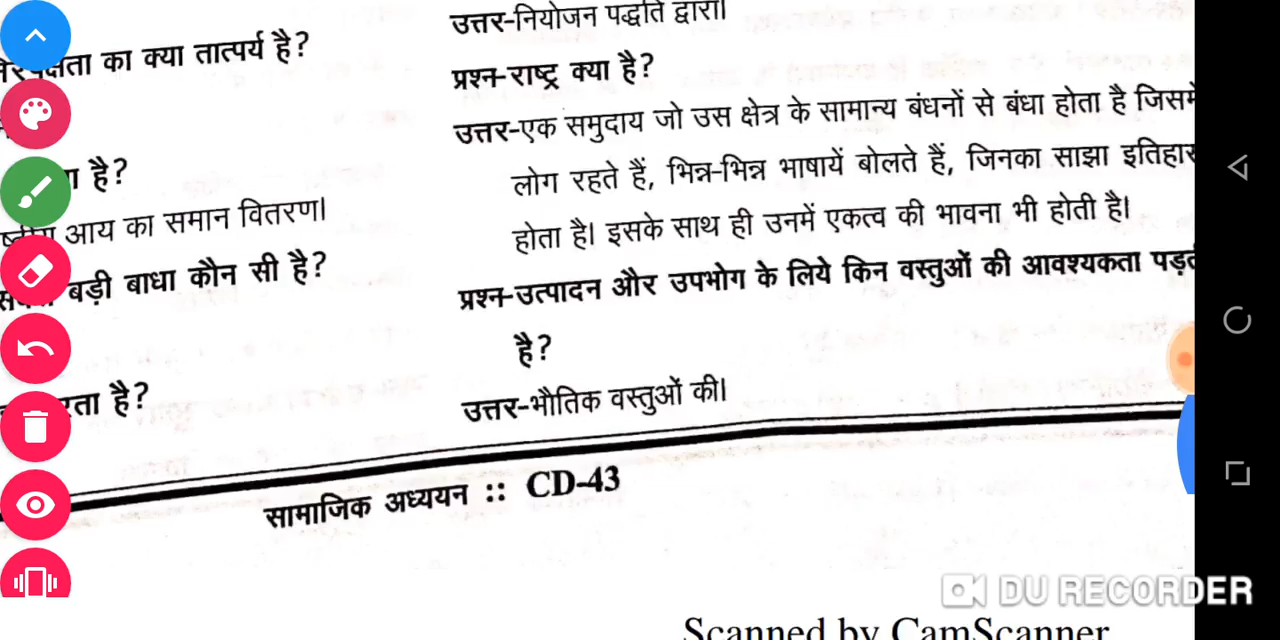 का क्या तात्पर्य है?
है?
आय का समान वितरण।
बड़ी बाधा कौन सी है?
है?
उत्तर-नियोजन पद्धति द्वारा।
प्रश्न-राष्ट्र क्या है?
उत्तर-एक समुदाय जो उस क्षेत्र के सामान्य बंधनों से बंधा होता है जिसमें
लोग रहते हैं, भिन्न-भिन्न भाषायें बोलते हैं, जिनका साझा
होता है। इसके साथ ही उनमें एकत्व की भावना भी होती है।
प्रश्न-उत्पादन और उपभोग के लिये किन वस्तुओं की आवश्यकता
है?
उत्तर-भौतिक वस्तुओं की।
सामाजिक अध्ययन :: CD-43
Scanned by CamScanner
DU RECORDER